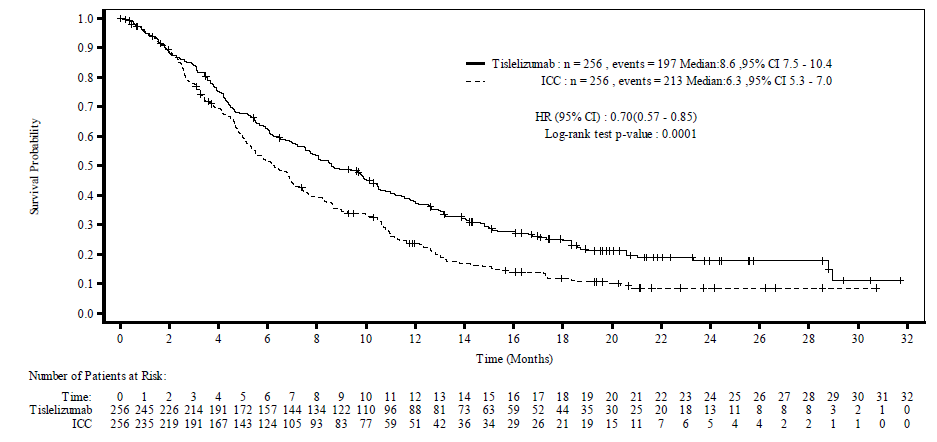 1.0
0.9
0.8
0.7
0.6
0.5
0.4
0.3
0.2
0.1
0.0
Survival Probability
Tislelizumab : n = 256 , events = 197 Median:8.6 ,95% CI 7.5 - 10.4
ICC : n = 256 , events = 213 Median:6.3 ,95% CI 5.3 - 7.0
HR (95% CI) : 0.70(0.57 - 0.85)
Log-rank test p-value : 0.0001
0 2 4 6 8 10 12 14 16 18 20 22 24 26 28 30 32
Time (Months)
Number of Patients at Risk:
Time: 0 1 2 3 4 5 6 7 8 9 10 11 12 13 14 15 16 17 18 19 20 21 22 23 24 25 26 27 28 29 30 31 32
Tislelizumab 256 245 226 214 191 172 157 144 134 122 110 96 88 81 73 63 59 52 44 35 30 25 20 18 13 11 8 8 8 3 2 1 0
ICC 256 235 219 191 167 143 124 105 93 83 77 59 51 42 36 34 29 26 21 19 15 11 7 6 5 4 4 2 2 1 1 0 0